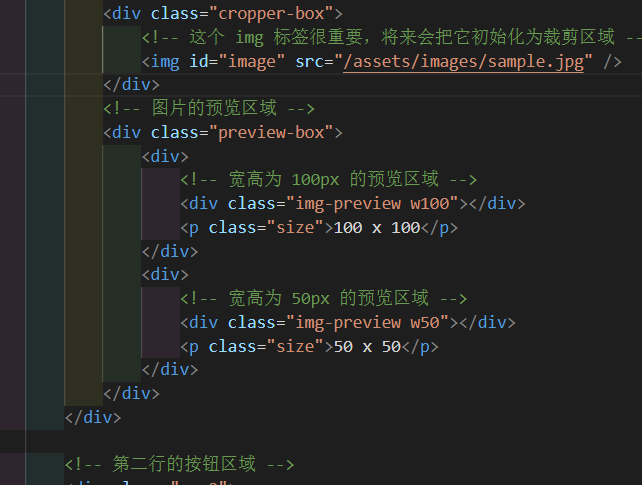 <div class="cropper-box">
<!-- 这个 img 标签很重要，将来会把它初始化为裁剪区域 --
<img id="image" src="/assets/images/sample.jpg" />
</div>
<!-- 图片的预览区域 -->
<div class="preview-box">
<div>
<!-- 宽高为 100px 的预览区域 -->
<div class="img-preview w100"></div>
<p class="size">100 x 100</p>
</div>
<div>
<!-- 宽高为 50px 的预览区域 -->
<div class="img-preview w50"></div>
<p class="size">50 x 50</p>
</div>
</div>
</div>
<!-- 第二行的按钮区域 -->